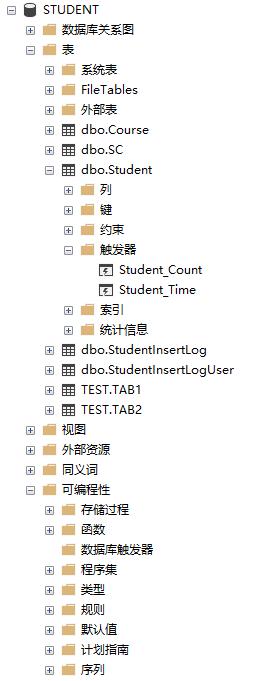 STUDENT
数据库关系图
表
系统表
FileTables
外部表
dbo.Course
dbo.SC
dbo.Student
列
键
约束
触发器
Student_Count
Student_Time
索引
统计信息
dbo.StudentInsertLog
dbo.StudentInsertLogUser
TEST.TAB1
TEST.TAB2
视图
外部资源
同义词
可编程性
存储过程
函数
数据库触发器
程序集
类型
规则
默认值
计划指南
序列